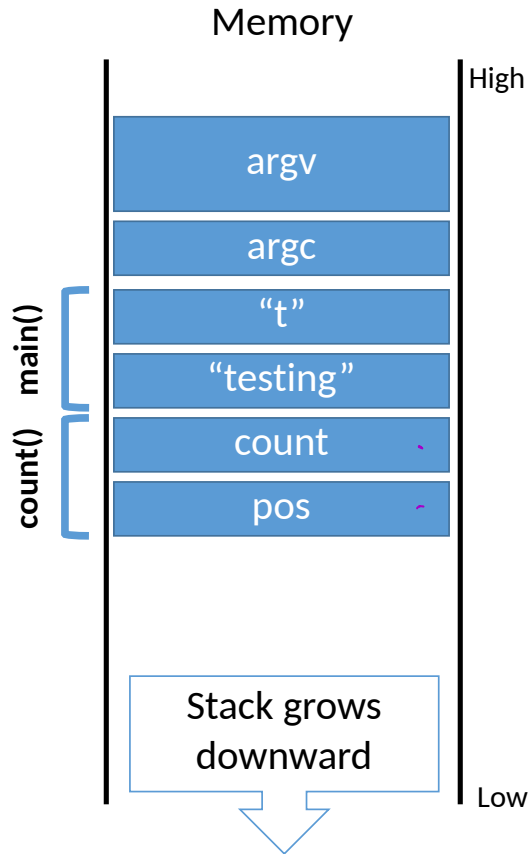 Memory
High
argv
argc
main()
“t”
“testing”
count()
count
pos
Stack grows
downward
Low